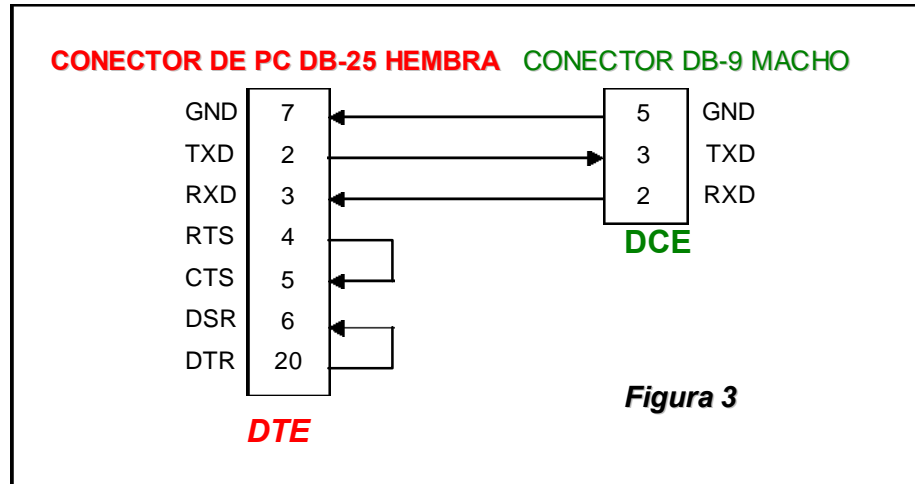 CONECTOR DE PC DB-25 HEMBRA CONECTOR DB-9 MACHO
GND 7 5 GND
TXD 2 3 TXD
RXD 3 2 RXD
RTS 4 DCE
CTS 5
DSR 6
DTR 20
Figura 3
DTE